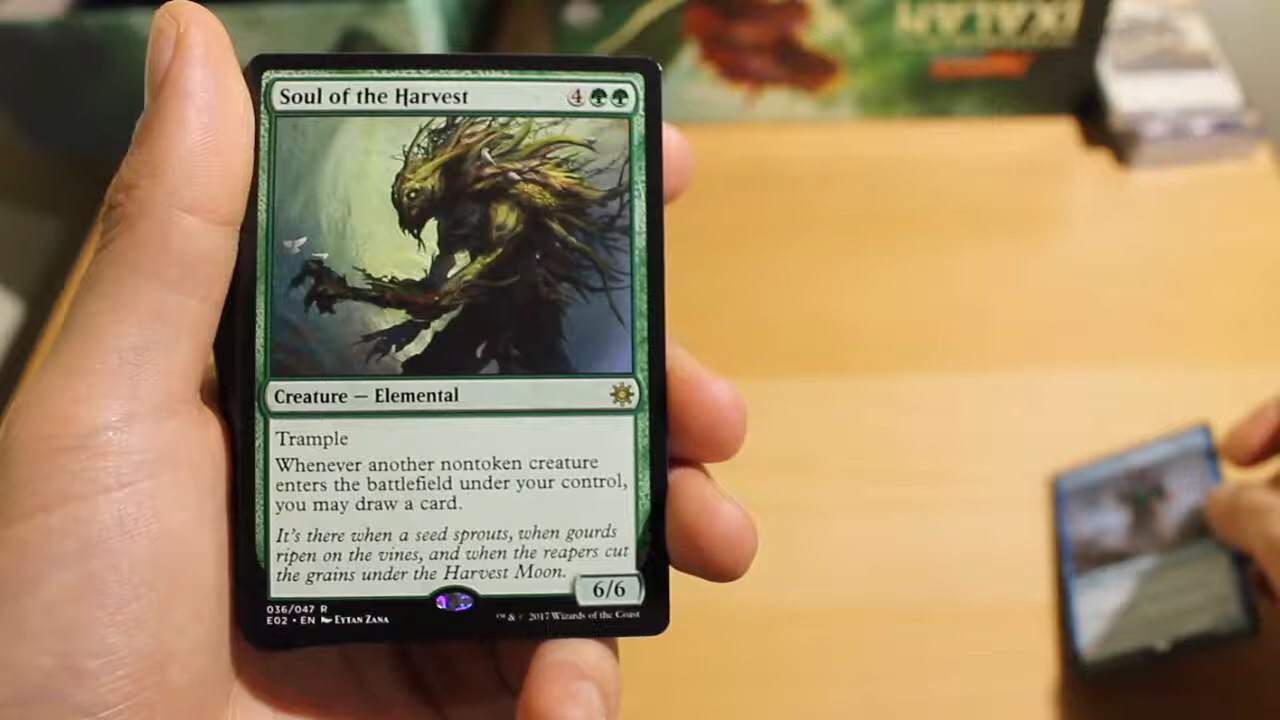 IXALAN
Soul of the Harvest 4
Creature — Elemental
Trample
Whenever another nontoken creature
enters the battlefield under your control,
you may draw a card.
It's there when a seed sprouts, when gourds
ripen on the vines, and when the reapers cut
the grains under the Harvest Moon.
6/6
036/047 R
E02 • EN EYTAN ZANA
™ & © 2017 Wizards of the Coast